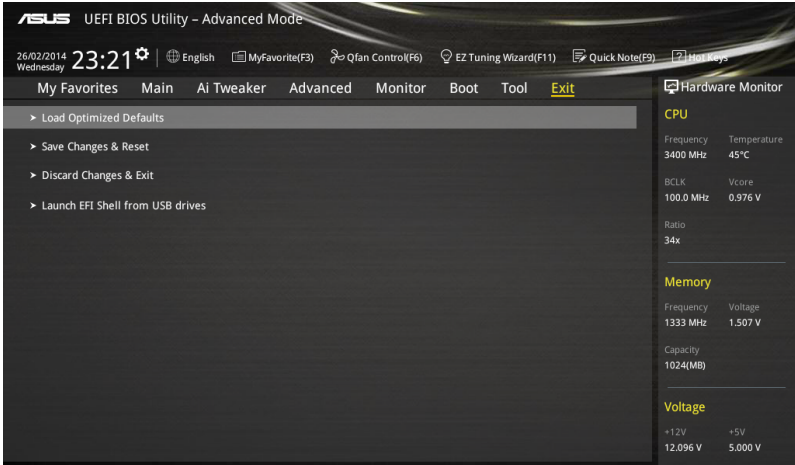 ASUS UEFI BIOS Utility – Advanced Mode
26/02/2014
Wednesday
23:21
English
MyFavorite(F3)
Qfan Control(F6)
EZ Tuning Wizard(F11)
Quick Note(F9)
? Hot Keys
My Favorites Main Ai Tweaker Advanced Monitor Boot Tool Exit
Load Optimized Defaults
Save Changes & Reset
Discard Changes & Exit
Launch EFI Shell from USB drives
Hardware Monitor
CPU
Frequency Temperature
3400 MHz 45°C
BCLK Vcore
100.0 MHz 0.976 V
Ratio
34x
Memory
Frequency Voltage
1333 MHz 1.507 V
Capacity
1024(MB)
Voltage
+12V +5V
12.096 V 5.000 V